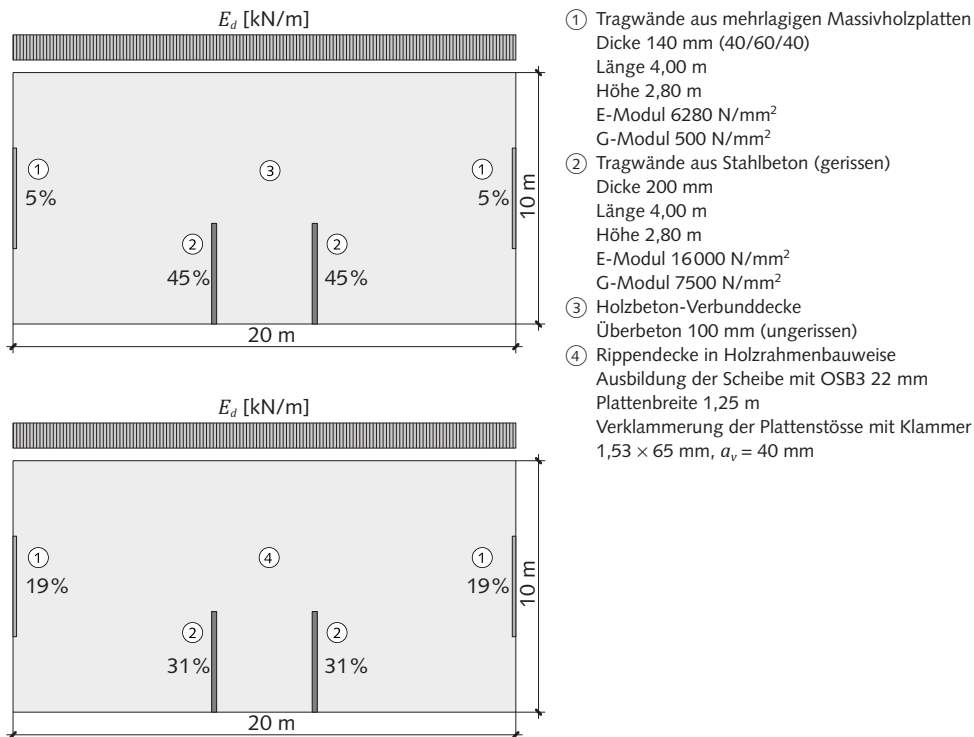 E_d [kN/m]
① ③ ①
5% 5%
② ②
45% 45%
10 m
20 m
E_d [kN/m]
① ④ ①
19% 19%
② ②
31% 31%
10 m
20 m
① Tragwände aus mehrlagigen Massivholzplatten
Dicke 140 mm (40/60/40)
Länge 4,00 m
Höhe 2,80 m
E-Modul 6280 N/mm²
G-Modul 500 N/mm²
② Tragwände aus Stahlbeton (gerissen)
Dicke 200 mm
Länge 4,00 m
Höhe 2,80 m
E-Modul 16000 N/mm²
G-Modul 7500 N/mm²
③ Holzbeton-Verbunddecke
Überbeton 100 mm (ungerissen)
④ Rippendecke in Holzrahmenbauweise
Ausbildung der Scheibe mit OSB3 22 mm
Plattenbreite 1,25 m
Verklammerung der Plattenstösse mit Klammer
1,53 × 65 mm, a_v = 40 mm